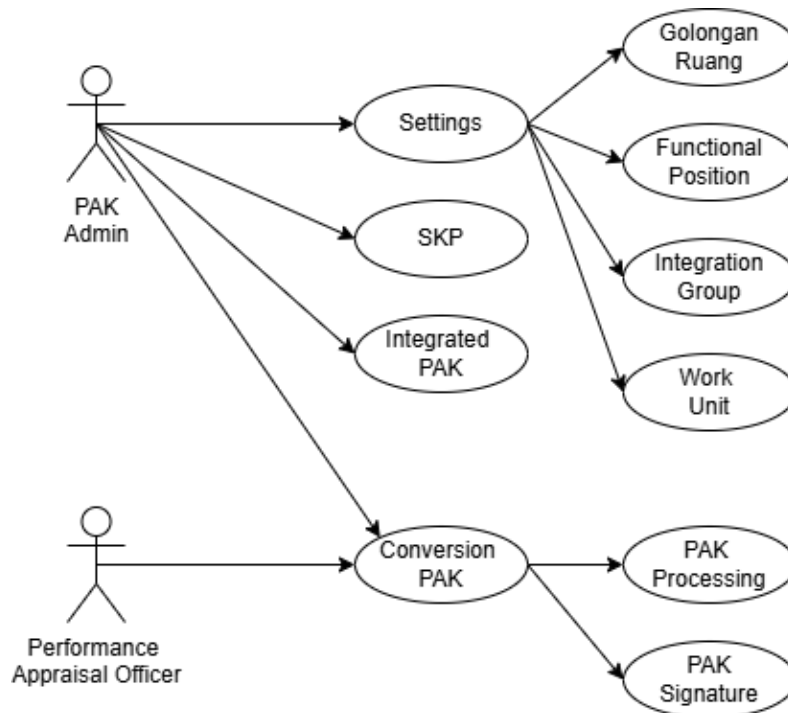 Golongan
Ruang
Settings
Functional
Position
PAK
Admin
SKP
Integration
Group
Integrated
PAK
Work
Unit
Conversion
PAK
PAK
Processing
Performance
Appraisal Officer
PAK
Signature